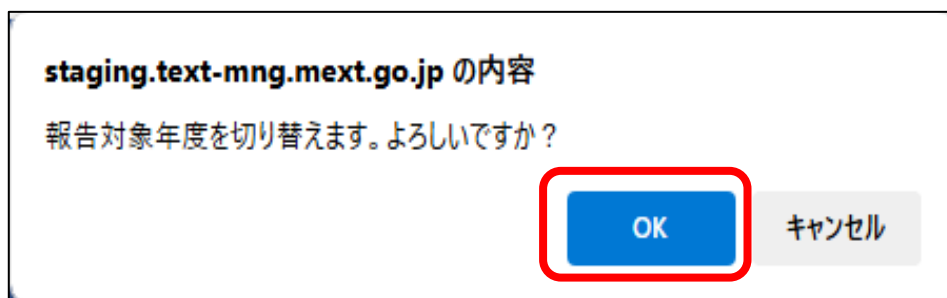 staging.text-mng.mext.go.jp の内容
報告対象年度を切り替えます。よろしいですか？
OK キャンセル